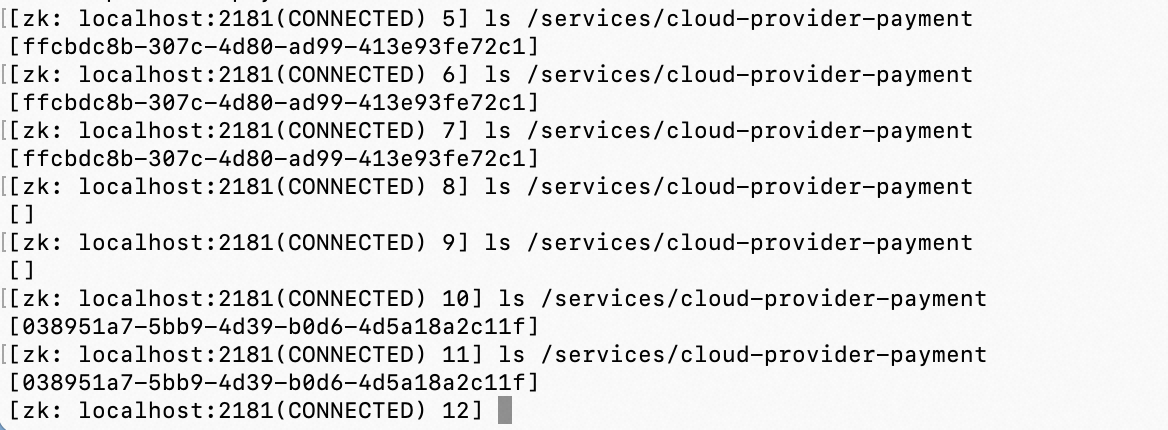 [[zk: localhost:2181(CONNECTED) 5] ls /services/cloud-provider-payment
[ffcbdc8b-307c-4d80-ad99-413e93fe72c1]
[[zk: localhost:2181(CONNECTED) 6] ls /services/cloud-provider-payment
[ffcbdc8b-307c-4d80-ad99-413e93fe72c1]
[[zk: localhost:2181(CONNECTED) 7] ls /services/cloud-provider-payment
[ffcbdc8b-307c-4d80-ad99-413e93fe72c1]
[[zk: localhost:2181(CONNECTED) 8] ls /services/cloud-provider-payment
[]
[[zk: localhost:2181(CONNECTED) 9] ls /services/cloud-provider-payment
[]
[[zk: localhost:2181(CONNECTED) 10] ls /services/cloud-provider-payment
[038951a7-5bb9-4d39-b0d6-4d5a18a2c11f]
[[zk: localhost:2181(CONNECTED) 11] ls /services/cloud-provider-payment
[038951a7-5bb9-4d39-b0d6-4d5a18a2c11f]
[zk: localhost:2181(CONNECTED) 12]